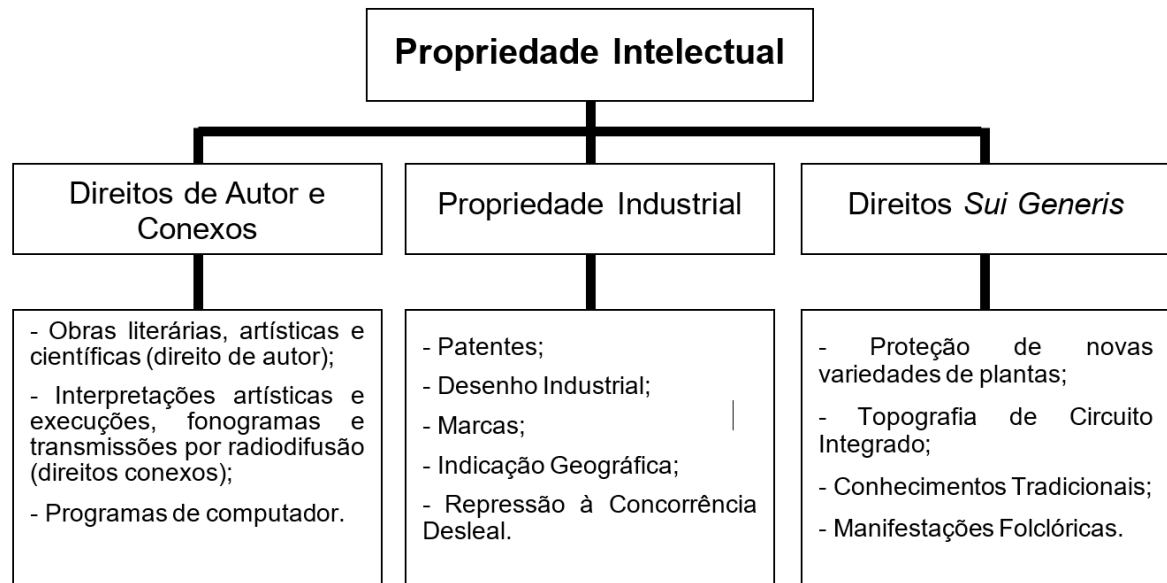 Propriedade Intelectual
Direitos de Autor e
Conexos
- Obras literárias, artísticas e
científicas (direito de autor);
- Interpretações artísticas e
execuções, fonogramas e
transmissões por radiodifusão
(direitos conexos);
- Programas de computador.
Propriedade Industrial
- Patentes;
- Desenho Industrial;
- Marcas;
- Indicação Geográfica;
- Repressão à Concorrência
Desleal.
Direitos Sui Generis
- Proteção de novas
variedades de plantas;
- Topografia de Circuito
Integrado;
- Conhecimentos Tradicionais;
- Manifestações Folclóricas.